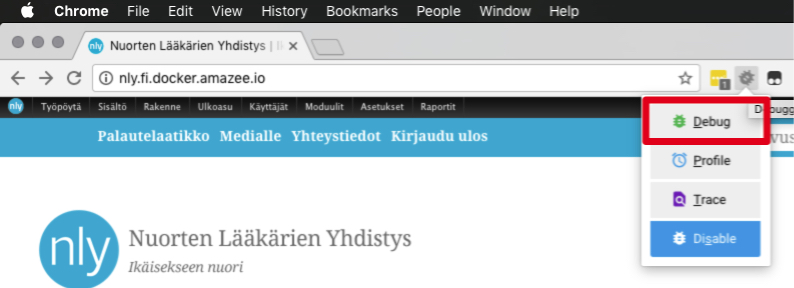 Chrome File Edit View History Bookmarks People Window Help
nly Nuorten Lääkärien Yhdistys |
nly.fi.docker.amazee.io 1
nly Työpöytä Sisältö Rakenne Ulkoasu Käyttäjät Moduulit Asetukset Raportit
Palautelaatikko Medialle Yhteystiedot Kirjaudu ulos
Debug
Profile
Trace
Disable
nly Nuorten Lääkärien Yhdistys
Ikäisekseen nuori